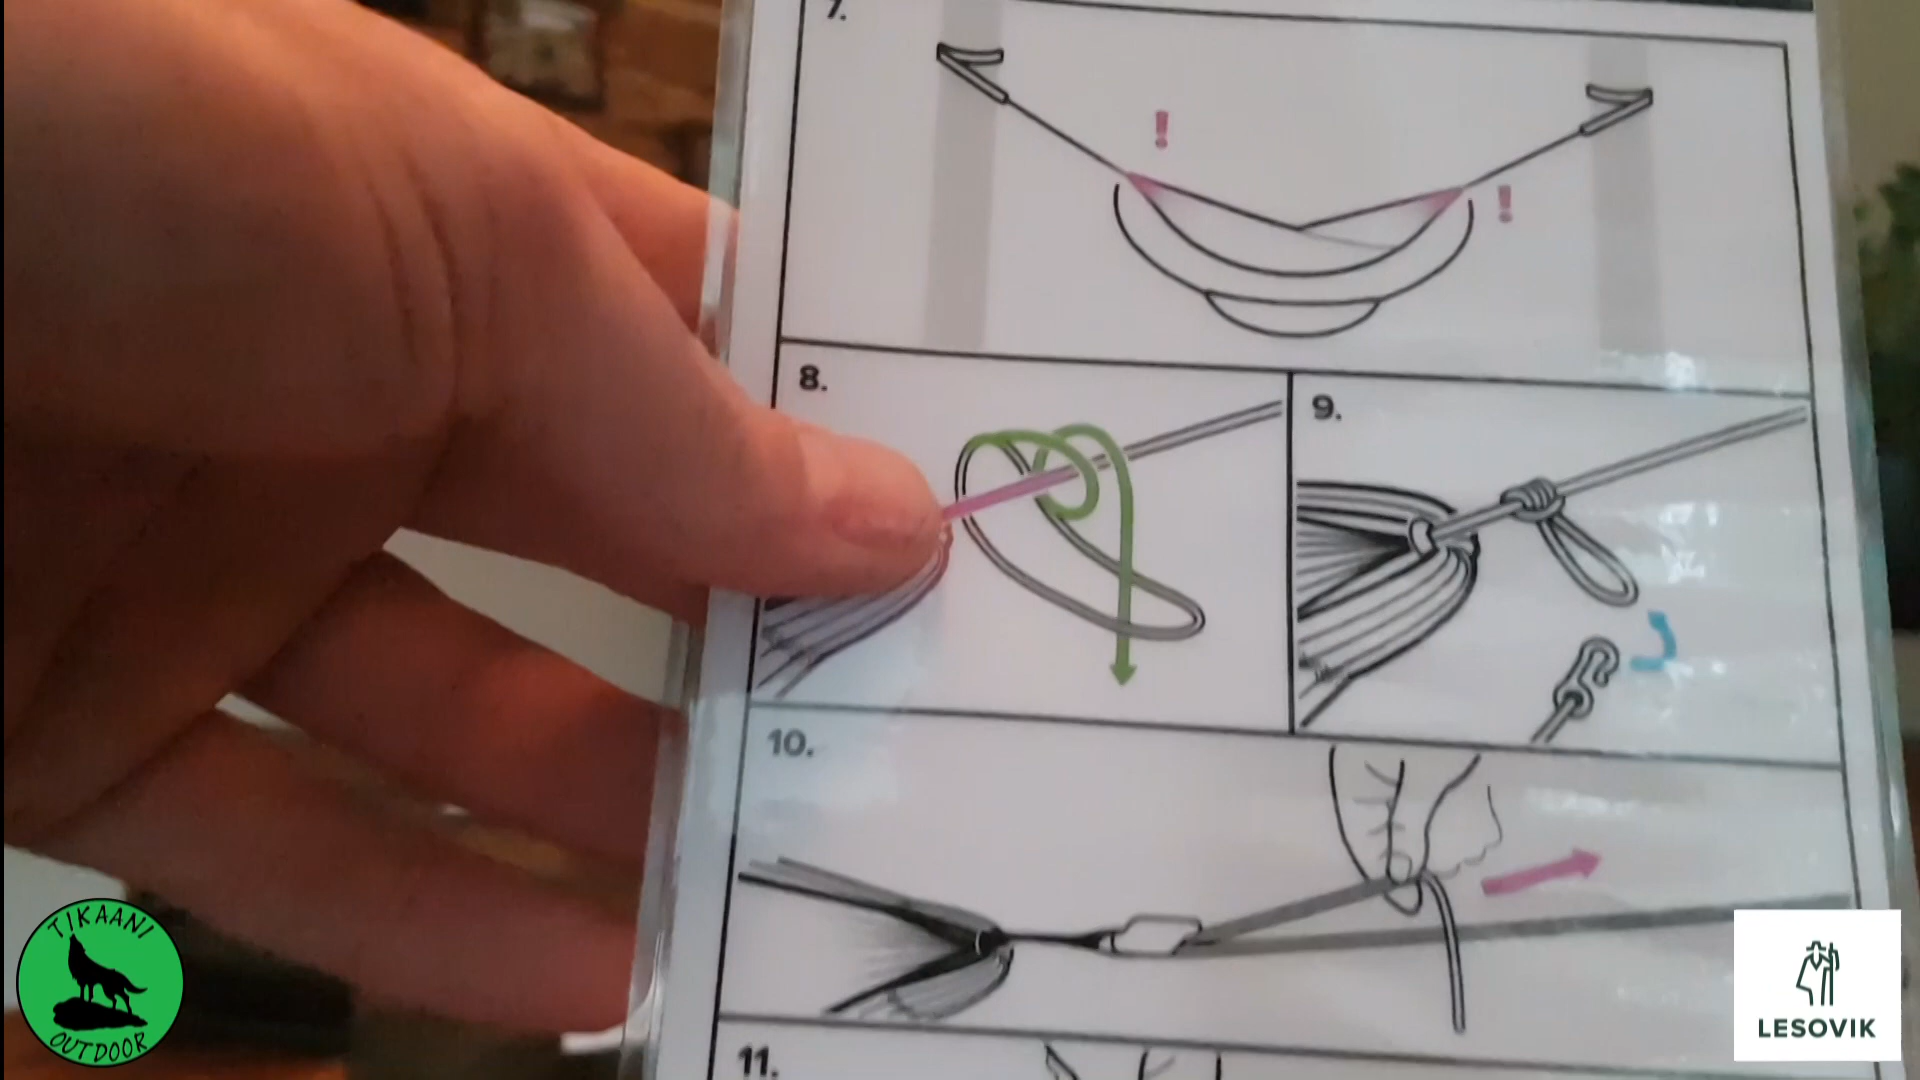 7.
!
!
8.
9.
10.
11.
TIKAANI
OUTDOOR
LESOVIK